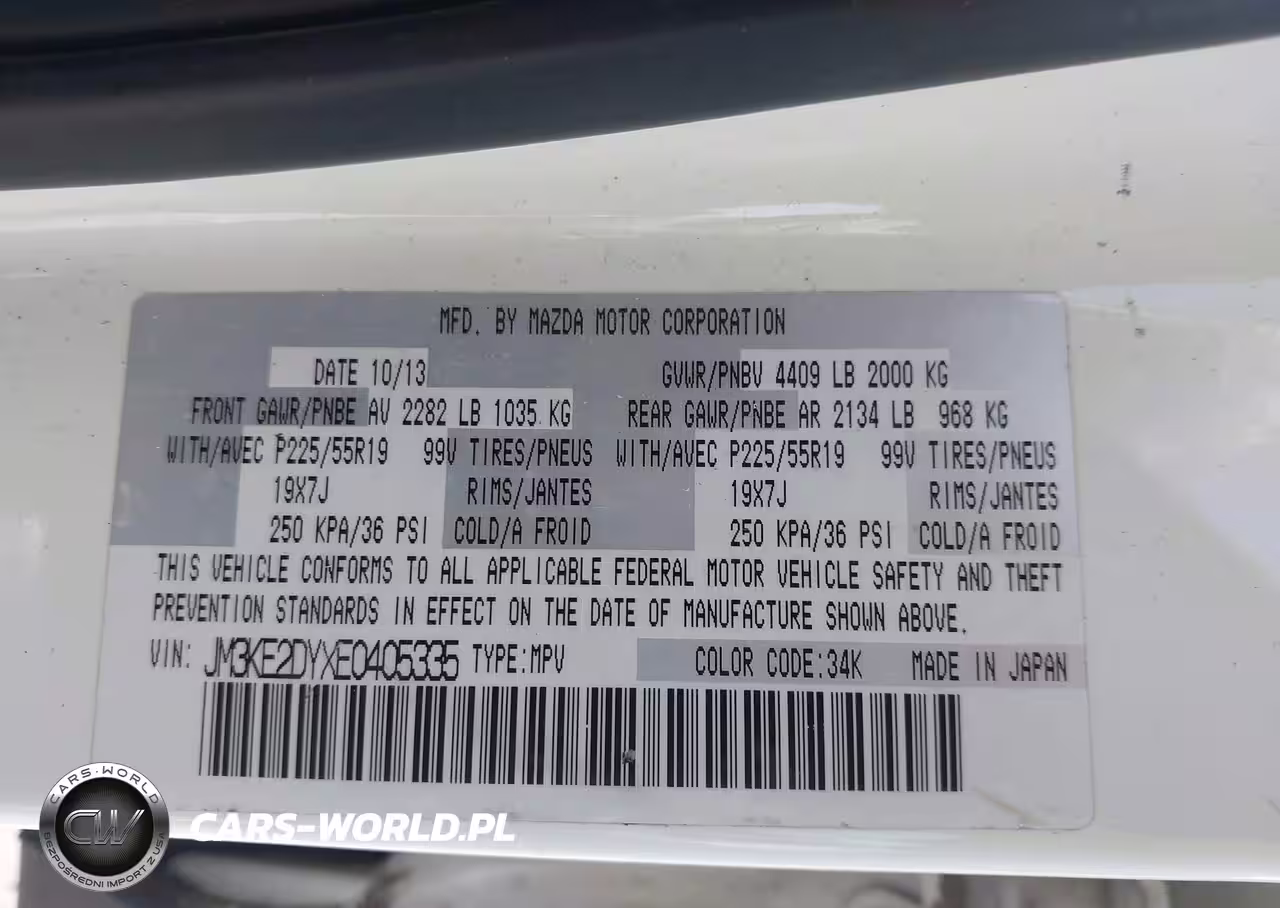 MFD. BY MAZDA MOTOR CORPORATION
DATE 10/13 GVWR/PNBV 4409 LB 2000 KG
FRONT GAWR/PNBE AV 2282 LB 1035 KG REAR GAWR/PNBE AR 2134 LB 968 KG
WITH/AVEC P225/55R19 99V TIRES/PNEUS WITH/AVEC P225/55R19 99V TIRES/PNEUS
19X7J RIMS/JANTES 19X7J RIMS/JANTES
250 KPA/36 PSI COLD/A FROID 250 KPA/36 PSI COLD/A FROID
THIS VEHICLE CONFORMS TO ALL APPLICABLE FEDERAL MOTOR VEHICLE SAFETY AND THEFT
PREVENTION STANDARDS IN EFFECT ON THE DATE OF MANUFACTURE SHOWN ABOVE.
VIN: JM3KE2DYXE0405335 TYPE:MPV COLOR CODE:34K MADE IN JAPAN
CARS-WORLD
CW
BEZPOŚREDNI IMPORT Z USA
CARS-WORLD.PL